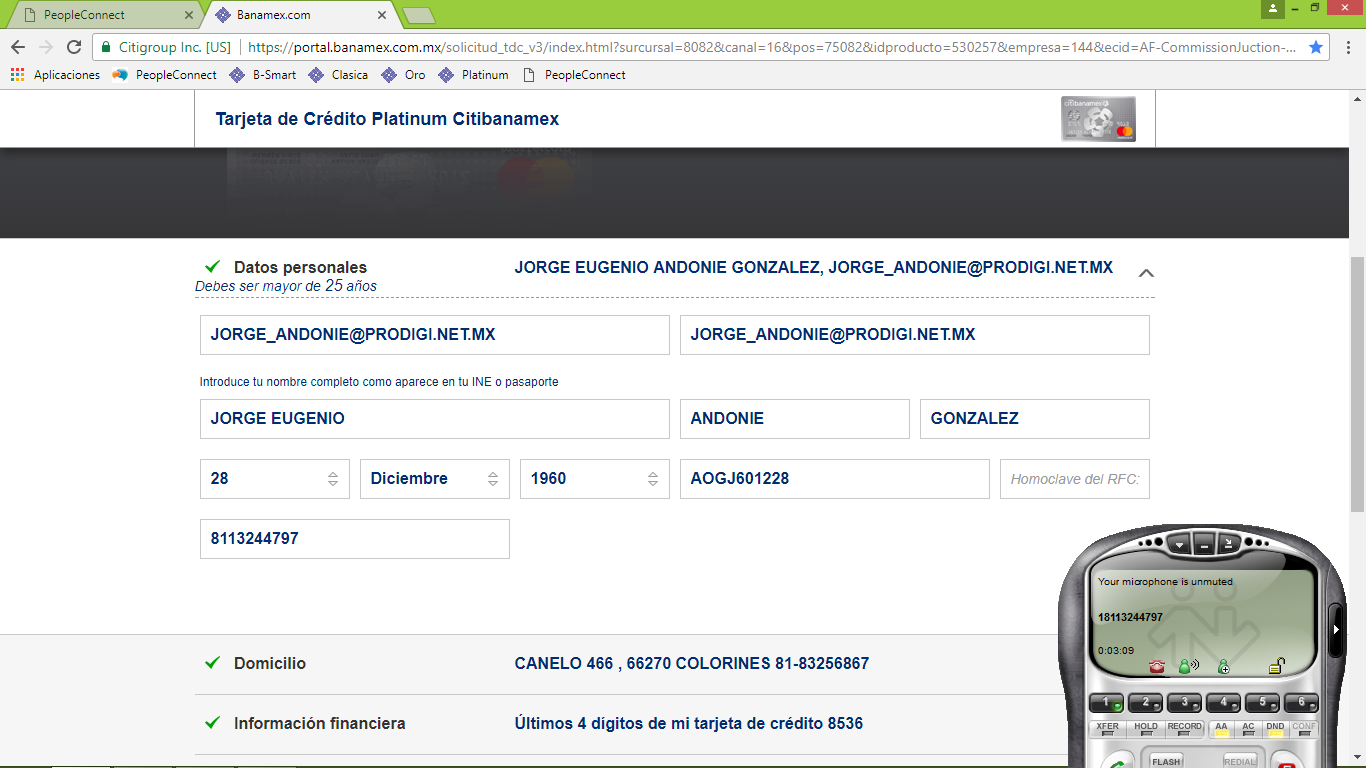 PeopleConnect
Banamex.com
Citigroup Inc. [US]
https://portal.banamex.com.mx/solicitud_tdc_v3/index.html?surcursal=8082&canal=16&pos=75082&idproducto=530257&empresa=144&ecid=AF-CommissionJuction-...
Aplicaciones PeopleConnect B-Smart Clasica Oro Platinum PeopleConnect
Tarjeta de Crédito Platinum Citibanamex
citibanamex
Datos personales JORGE EUGENIO ANDONIE GONZALEZ, JORGE_ANDONIE@PRODIGI.NET.MX
Debes ser mayor de 25 años
JORGE_ANDONIE@PRODIGI.NET.MX JORGE_ANDONIE@PRODIGI.NET.MX
Introduce tu nombre completo como aparece en tu INE o pasaporte
JORGE EUGENIO ANDONIE GONZALEZ
28 Diciembre 1960 AOGJ601228 Homoclave del RFC:
8113244797
Domicilio CANELO 466 , 66270 COLORINES 81-83256867
Información financiera Últimos 4 dígitos de mi tarjeta de crédito 8536
Your microphone is unmuted
18113244797
0:03:09
1 2 3 4 5 6
XFER HOLD RECORD AA AC DND CONF
FLASH REDIAL